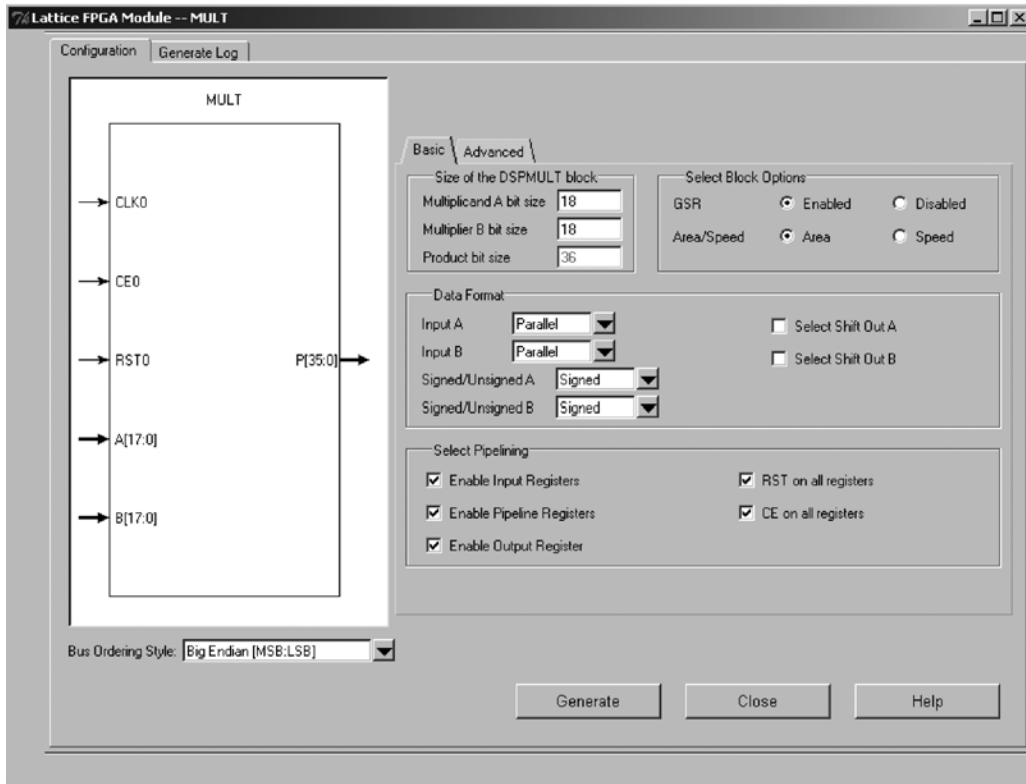 Lattice FPGA Module -- MULT
Configuration
Generate Log
MULT
CLK0
CE0
RST0
P[35:0]
A[17:0]
B[17:0]
Bus Ordering Style: Big Endian [MSB:LSB]
Basic
Advanced
Size of the DSPMULT block
Multiplicand A bit size 18
Multiplier B bit size 18
Product bit size 36
Select Block Options
GSR Enabled Disabled
Area/Speed Area Speed
Data Format
Input A Parallel
Input B Parallel
Signed/Unsigned A Signed
Signed/Unsigned B Signed
Select Shift Out A
Select Shift Out B
Select Pipelining
Enable Input Registers
Enable Pipeline Registers
Enable Output Register
RST on all registers
CE on all registers
Generate
Close
Help